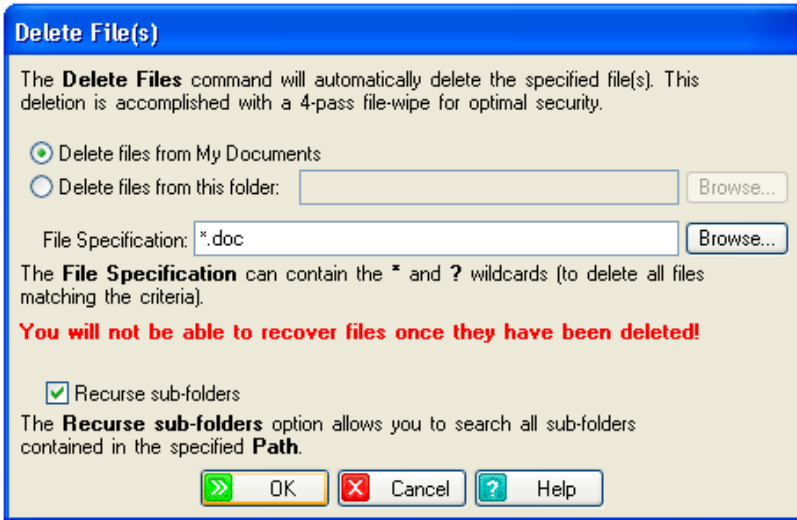 Delete File(s)
The Delete Files command will automatically delete the specified file(s). This
deletion is accomplished with a 4-pass file-wipe for optimal security.
Delete files from My Documents
Delete files from this folder:
Browse...
File Specification: *.doc
Browse...
The File Specification can contain the * and ? wildcards (to delete all files
matching the criteria).
You will not be able to recover files once they have been deleted!
Recurse sub-folders
The Recurse sub-folders option allows you to search all sub-folders
contained in the specified Path.
OK
Cancel
? Help